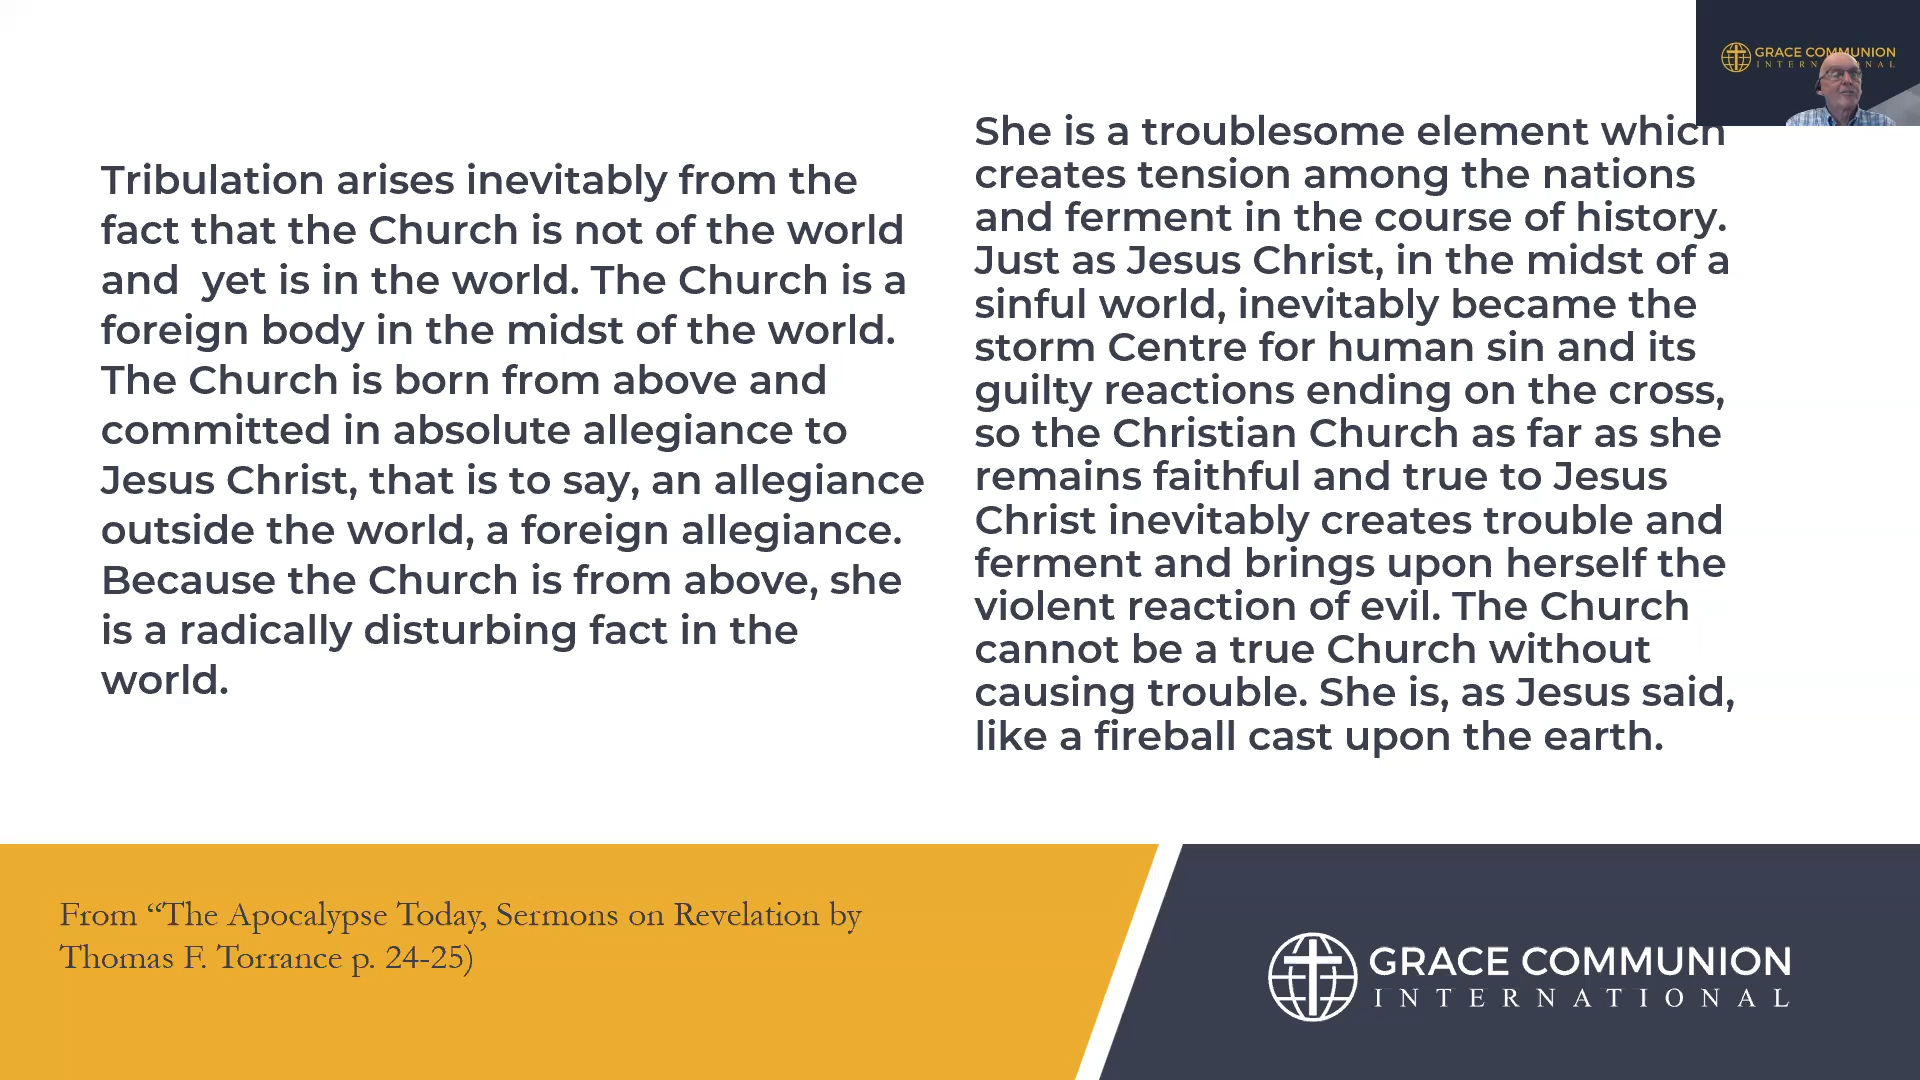 Tribulation arises inevitably from the
fact that the Church is not of the world
and  yet is in the world. The Church is a
foreign body in the midst of the world.
The Church is born from above and
committed in absolute allegiance to
Jesus Christ, that is to say, an allegiance
outside the world, a foreign allegiance.
Because the Church is from above, she
is a radically disturbing fact in the
world.
She is a troublesome element which
creates tension among the nations
and ferment in the course of history.
Just as Jesus Christ, in the midst of a
sinful world, inevitably became the
storm Centre for human sin and its
guilty reactions ending on the cross,
so the Christian Church as far as she
remains faithful and true to Jesus
Christ inevitably creates trouble and
ferment and brings upon herself the
violent reaction of evil. The Church
cannot be a true Church without
causing trouble. She is, as Jesus said,
like a fireball cast upon the earth.
GRACE COMMUNION
From “The Apocalypse Today, Sermons on Revelation by
Thomas F. Torrance p. 24-25)
GRACE COMMUNION
INTERNATIONAL